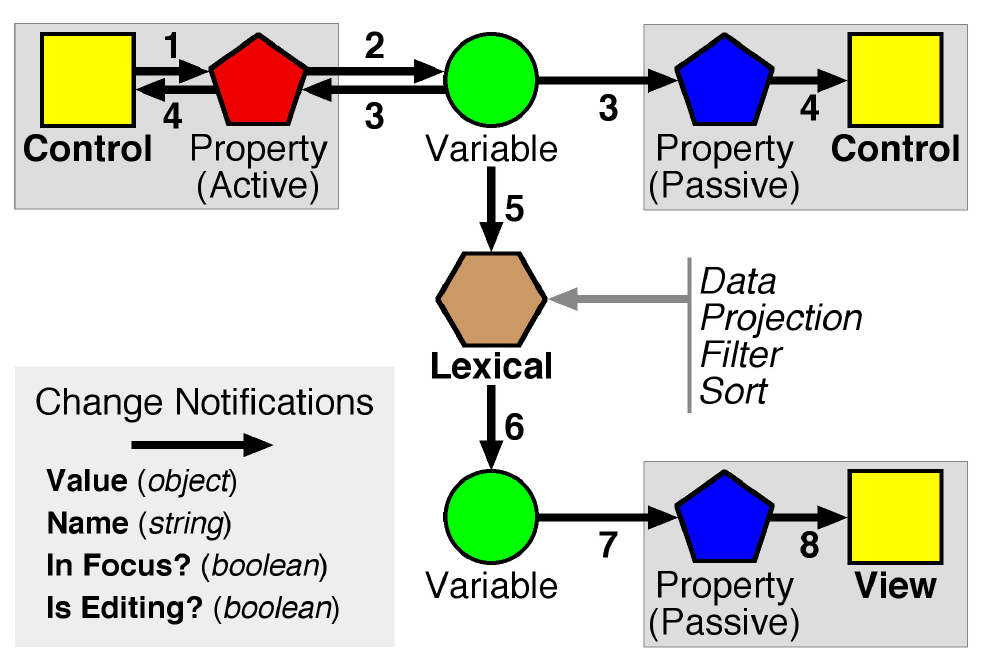 1
2
3
4
4
3
Control
Property
(Active)
Variable
Property
(Passive)
Control
5
Data
Projection
Filter
Sort
Lexical
6
Change Notifications
Value (object)
Name (string)
In Focus? (boolean)
Is Editing? (boolean)
7
8
Variable
Property
(Passive)
View